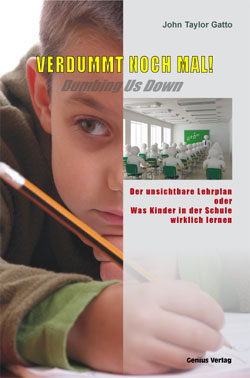 John Taylor Gatto
VERDUMMT NOCH MAL!
Dumbing Us Down
Der unsichtbare Lehrplan
oder
Was Kinder in der Schule
wirklich lernen
Genius Verlag